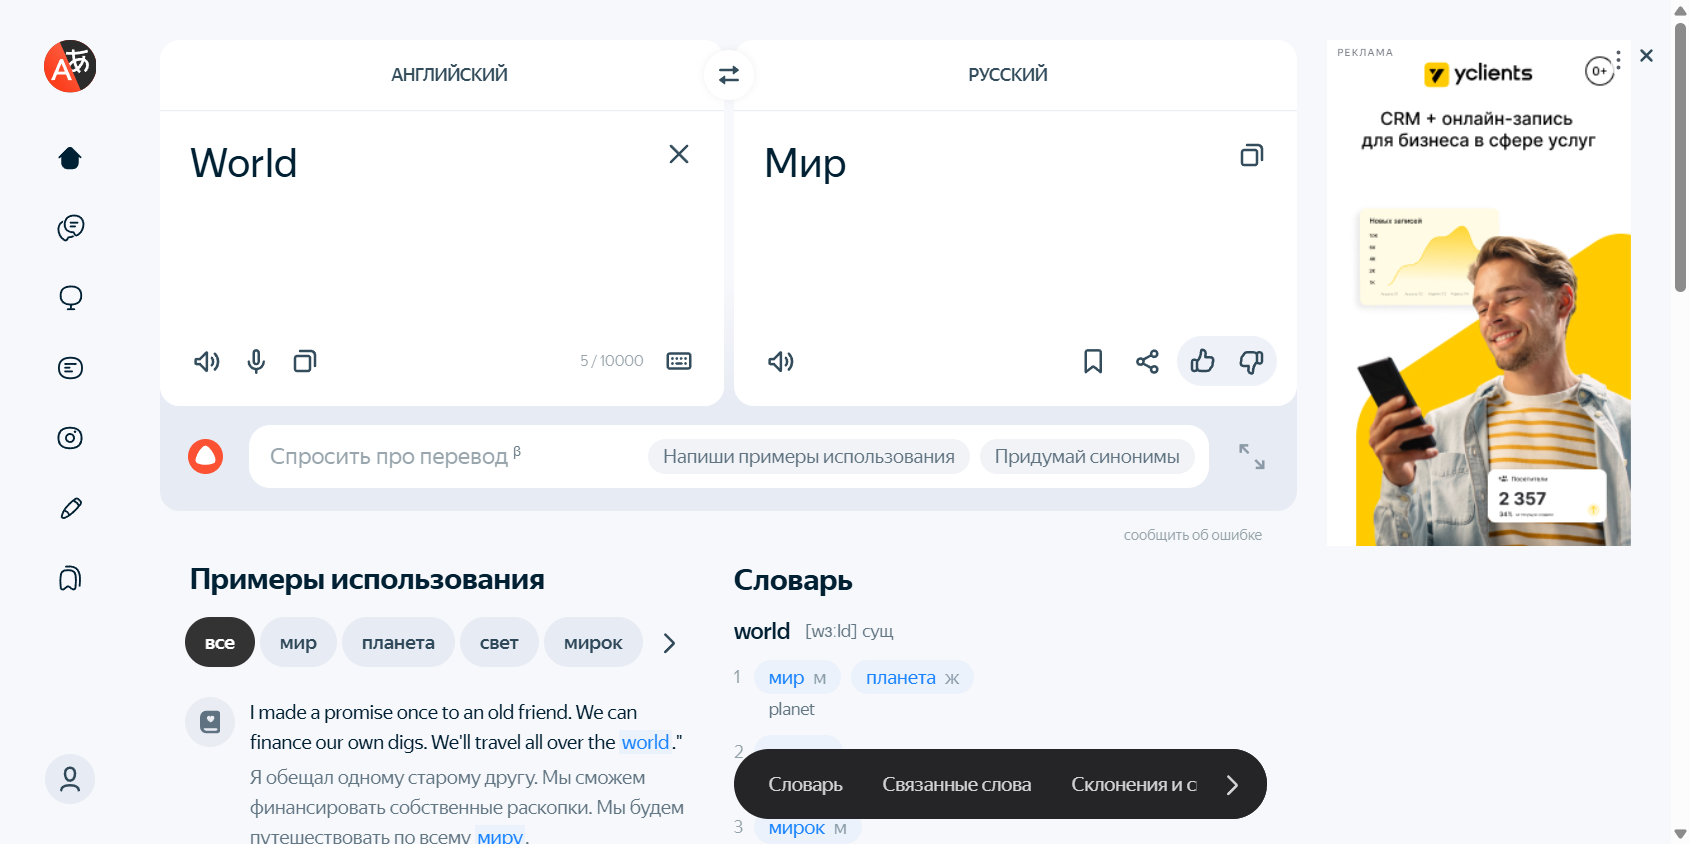 АНГЛИЙСКИЙ
РУССКИЙ
World
Мир
5 / 10000
Спросить про перевод β
Напиши примеры использования
Придумай синонимы
сообщить об ошибке
Примеры использования
все
мир
планета
свет
мирок
I made a promise once to an old friend. We can
finance our own digs. We'll travel all over the world."
Я обещал одному старому другу. Мы сможем
финансировать собственные раскопки. Мы будем
путешествовать по всему миру.
Словарь
world [wɜːld] сущ
1 мир м планета ж
planet
2
3 мирок м
Словарь
Связанные слова
Склонения и с
РЕКЛАМА
yclients
0+
CRM + онлайн-запись
для бизнеса в сфере услуг
Новых записей
Посетители
2 357
34%